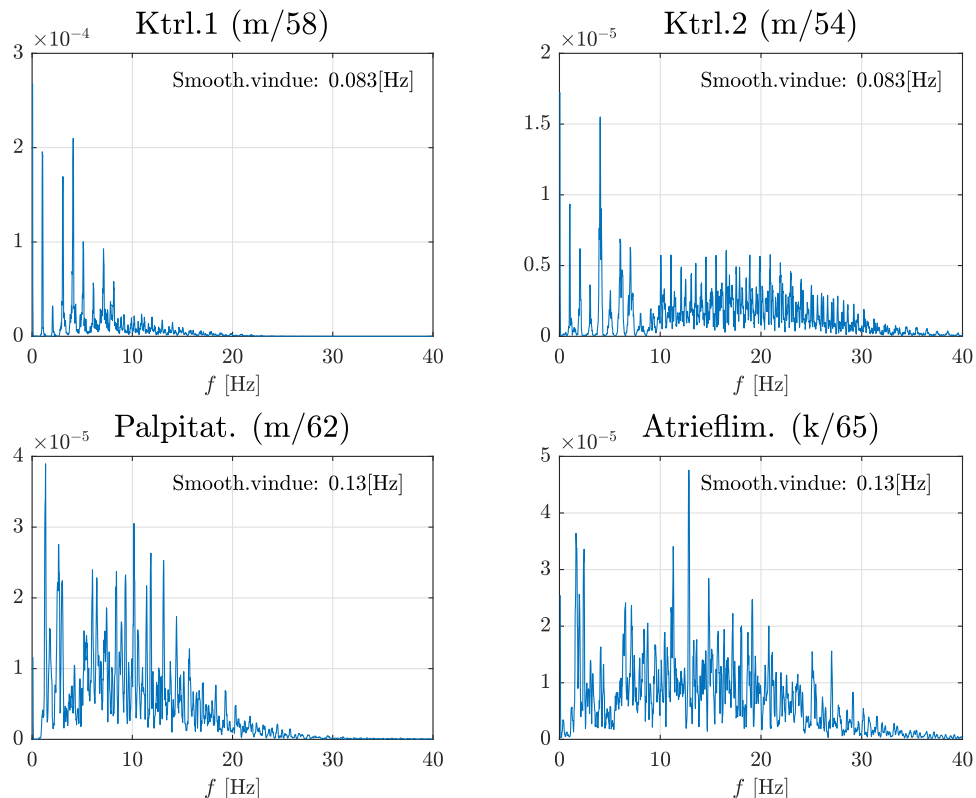 Ktrl.1 (m/58)
×10⁻⁴
Smooth.vindue: 0.083[Hz]
3
2
1
0
0 10 20 30 40
f [Hz]
Ktrl.2 (m/54)
×10⁻⁵
Smooth.vindue: 0.083[Hz]
2
1.5
1
0.5
0
0 10 20 30 40
f [Hz]
Palpitat. (m/62)
×10⁻⁵
Smooth.vindue: 0.13[Hz]
4
3
2
1
0
0 10 20 30 40
f [Hz]
Atrieflim. (k/65)
×10⁻⁵
Smooth.vindue: 0.13[Hz]
5
4
3
2
1
0
0 10 20 30 40
f [Hz]